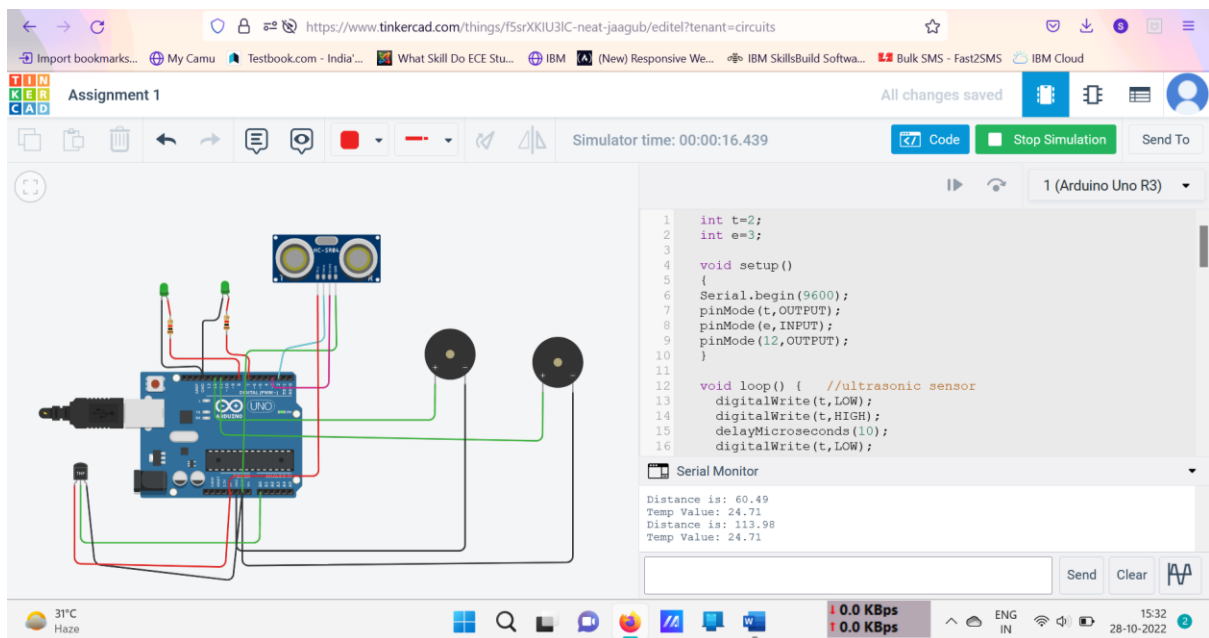 https://www.tinkercad.com/things/f5srXKIU3lC-neat-jaagub/editel?tenant=circuits
S
Import bookmarks... My Camu Testbook.com - India'... What Skill Do ECE Stu... IBM (New) Responsive We... IBM SkillsBuild Softwa... Bulk SMS - Fast2SMS IBM Cloud
TIN
KER
CAD
Assignment 1
All changes saved
Simulator time: 00:00:16.439
Code
Stop Simulation
Send To
1 (Arduino Uno R3)
1 int t=2;
2 int e=3;
3
4 void setup()
5 {
6 Serial.begin(9600);
7 pinMode(t,OUTPUT);
8 pinMode(e,INPUT);
9 pinMode(12,OUTPUT);
10 }
11
12 void loop() { //ultrasonic sensor
13 digitalWrite(t,LOW);
14 digitalWrite(t,HIGH);
15 delayMicroseconds(10);
16 digitalWrite(t,LOW);
HC-SR04
DIGITAL (PWM~)
UNO
ARDUINO
TMP
Serial Monitor
Distance is: 60.49
Temp Value: 24.71
Distance is: 113.98
Temp Value: 24.71
Send
Clear
31°C
Haze
0.0 KBps
0.0 KBps
ENG
IN
15:32
28-10-2022
2